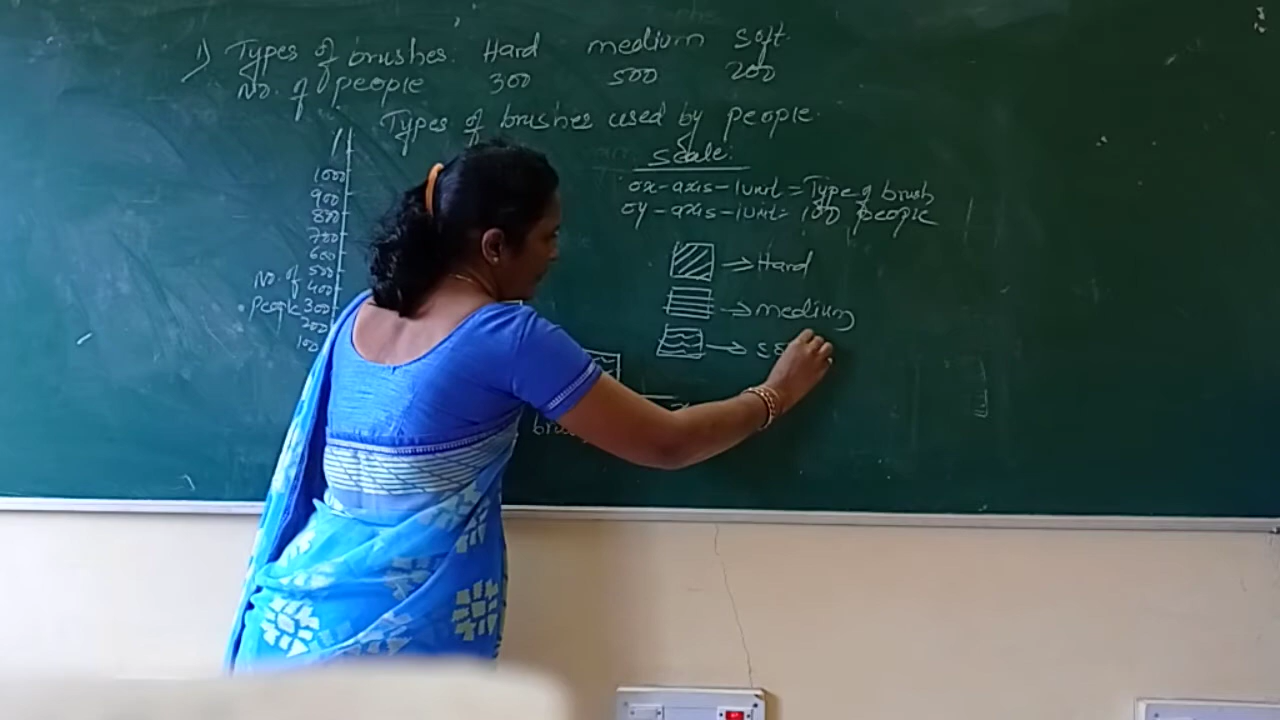 1) Types of brushes. Hard medium soft.
No. of people 300 500 200
Types of brushes used by people.
Scale:
ox-axis-1unit = Type of brush
oy-axis-1unit= 100 people
1000
900
800
700
600
500
No. of 400
People 300
200
100
→ Hard
→ medium